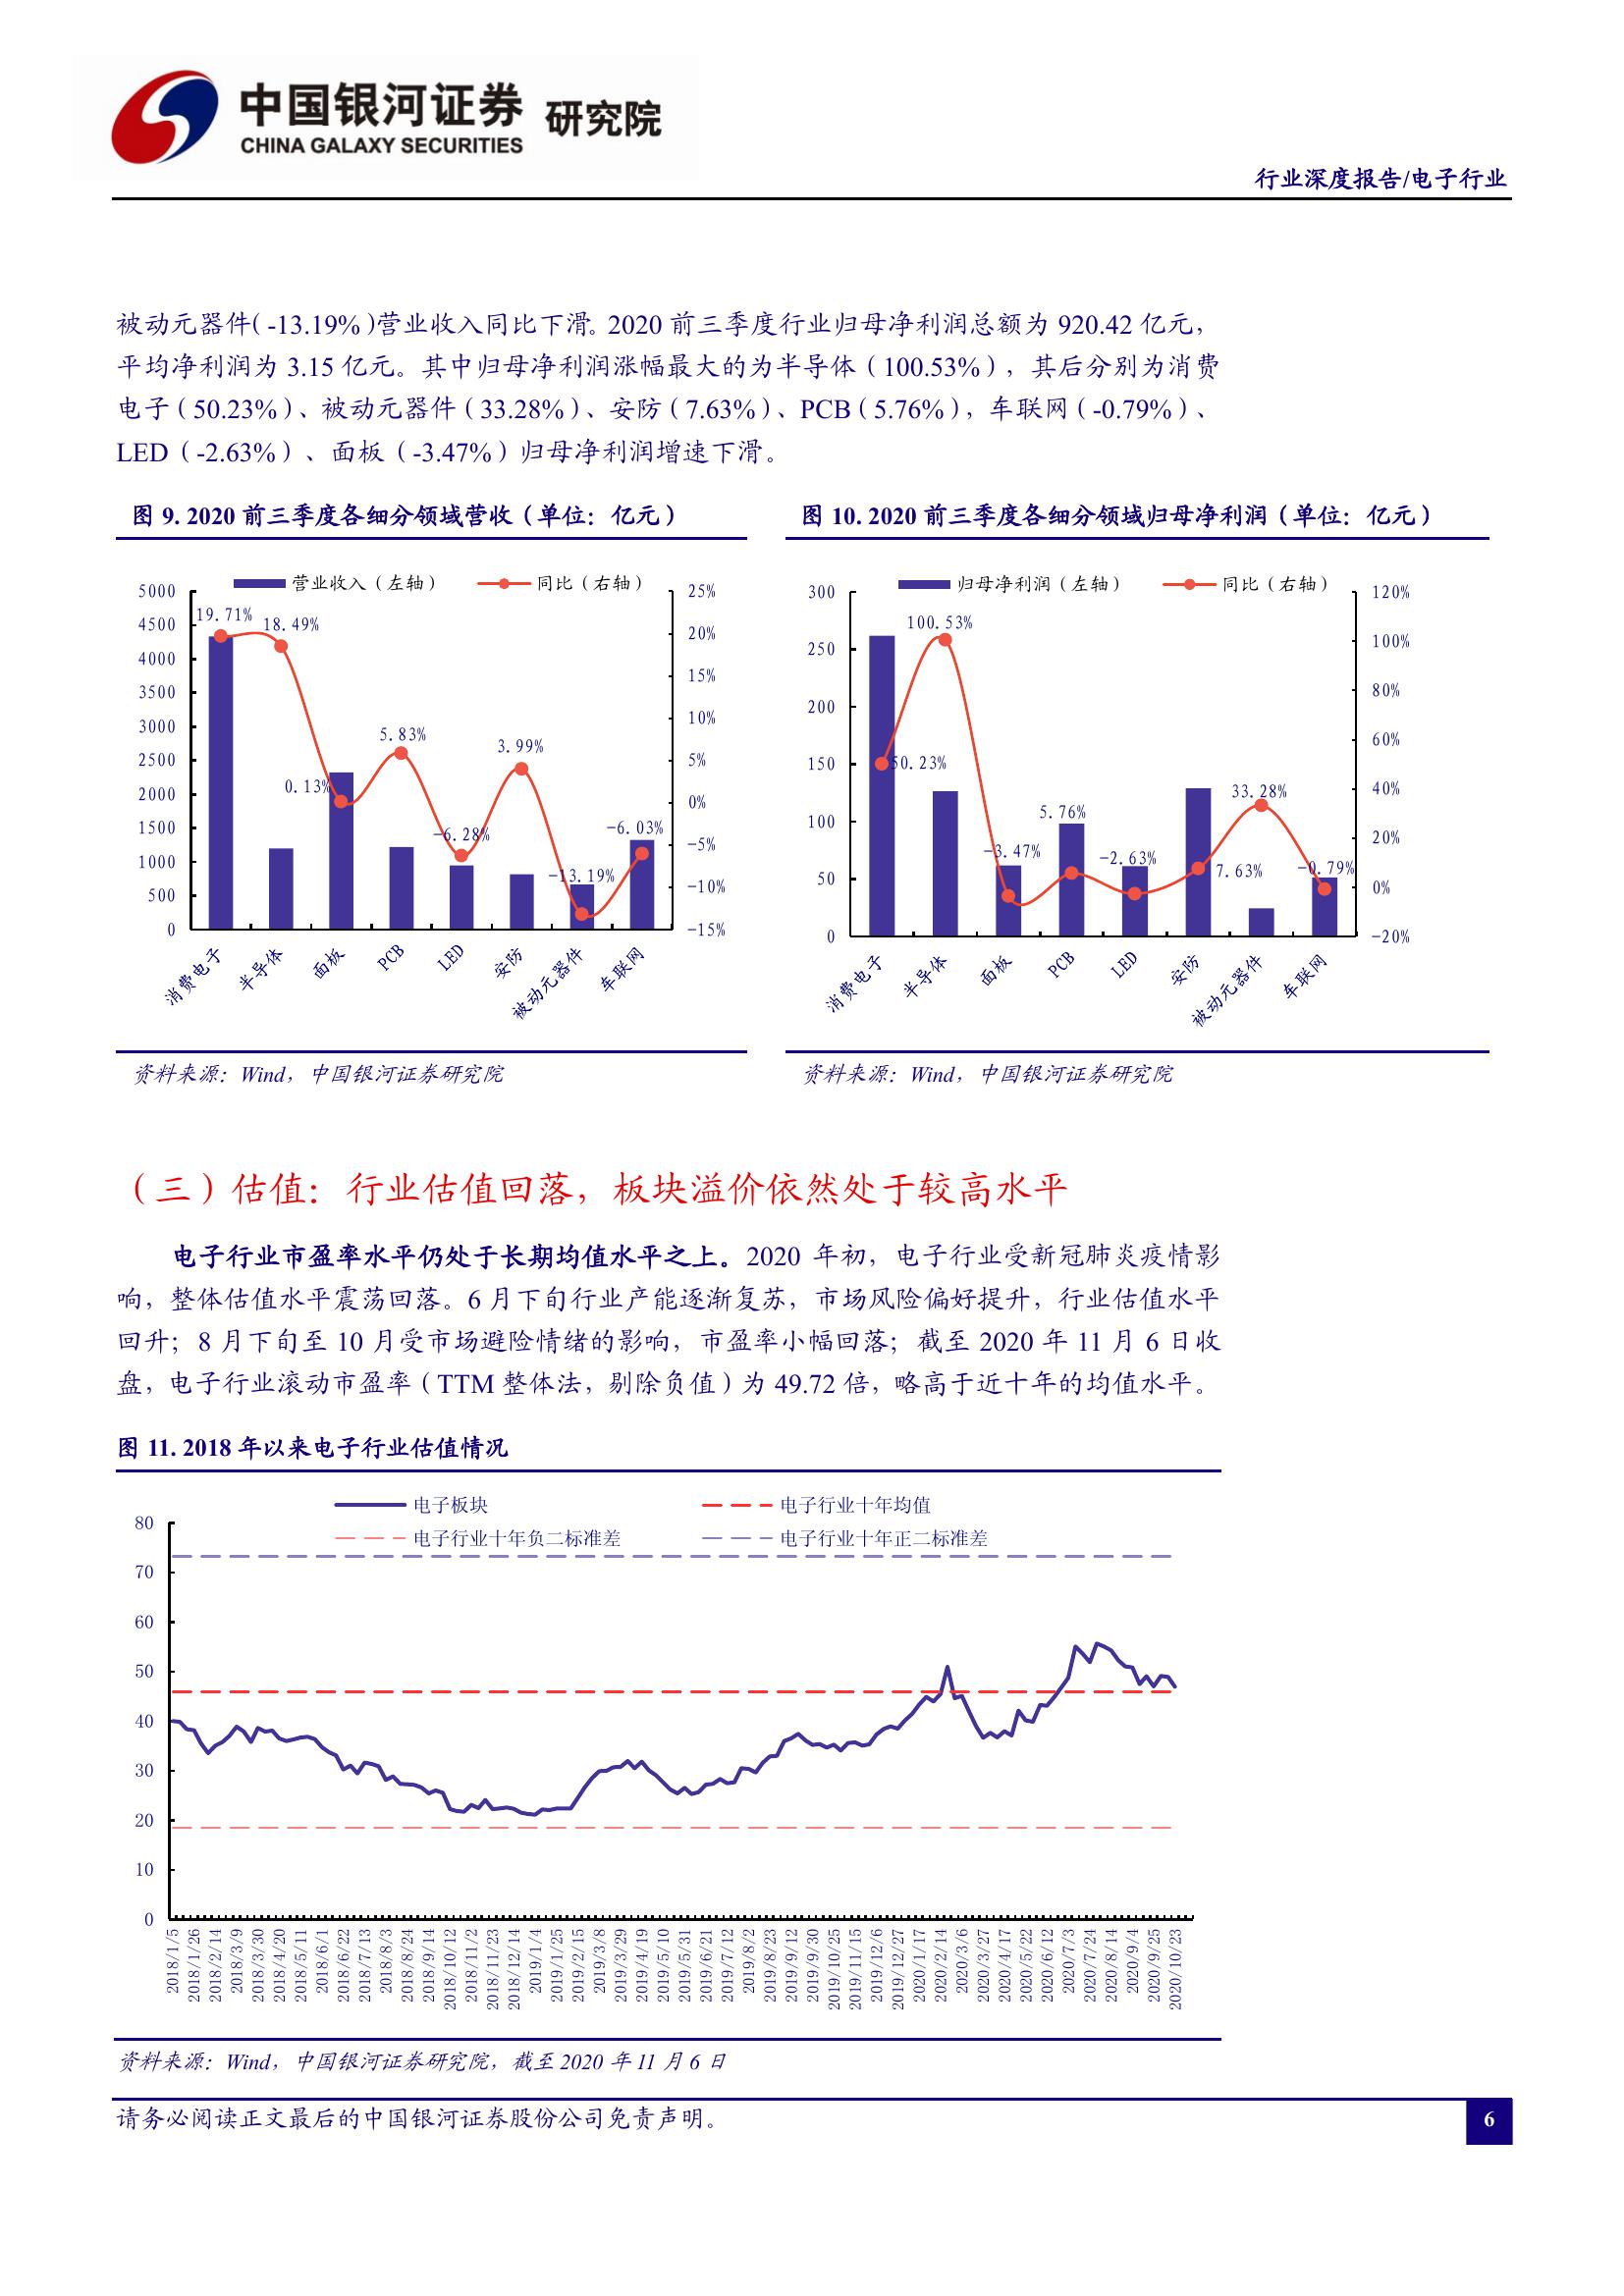 中国银河证券 研究院
CHINA GALAXY SECURITIES
行业深度报告/电子行业
被动元器件(-13.19%)营业收入同比下滑。2020 前三季度行业归母净利润总额为 920.42 亿元，
平均净利润为 3.15 亿元。其中归母净利润涨幅最大的为半导体（100.53%），其后分别为消费
电子（50.23%）、被动元器件（33.28%）、安防（7.63%）、PCB（5.76%），车联网（-0.79%）、
LED（-2.63%）、面板（-3.47%）归母净利润增速下滑。
图 9. 2020 前三季度各细分领域营收（单位：亿元）
营业收入（左轴） 同比（右轴）
5000
4500
4000
3500
3000
2500
2000
1500
1000
500
0
19.71%
18.49%
0.13%
5.83%
-6.28%
3.99%
-13.19%
-6.03%
25%
20%
15%
10%
5%
0%
-5%
-10%
-15%
消费电子
半导体
面板
PCB
LED
安防
被动元器件
车联网
资料来源：Wind，中国银河证券研究院
图 10. 2020 前三季度各细分领域归母净利润（单位：亿元）
归母净利润（左轴） 同比（右轴）
300
250
200
150
100
50
0
50.23%
100.53%
-3.47%
5.76%
-2.63%
7.63%
33.28%
-0.79%
120%
100%
80%
60%
40%
20%
0%
-20%
消费电子
半导体
面板
PCB
LED
安防
被动元器件
车联网
资料来源：Wind，中国银河证券研究院
（三）估值：行业估值回落，板块溢价依然处于较高水平
电子行业市盈率水平仍处于长期均值水平之上。2020 年初，电子行业受新冠肺炎疫情影
响，整体估值水平震荡回落。6 月下旬行业产能逐渐复苏，市场风险偏好提升，行业估值水平
回升；8 月下旬至 10 月受市场避险情绪的影响，市盈率小幅回落；截至 2020 年 11 月 6 日收
盘，电子行业滚动市盈率（TTM 整体法，剔除负值）为 49.72 倍，略高于近十年的均值水平。
图 11. 2018 年以来电子行业估值情况
电子板块 电子行业十年均值
电子行业十年负二标准差 电子行业十年正二标准差
80
70
60
50
40
30
20
10
0
2018/1/5
2018/1/26
2018/2/14
2018/3/9
2018/3/30
2018/4/20
2018/5/11
2018/6/1
2018/6/22
2018/7/13
2018/8/3
2018/8/24
2018/9/14
2018/10/12
2018/11/2
2018/11/23
2018/12/14
2019/1/4
2019/1/25
2019/2/15
2019/3/8
2019/3/29
2019/4/19
2019/5/10
2019/5/31
2019/6/21
2019/7/12
2019/8/2
2019/8/23
2019/9/12
2019/9/30
2019/10/25
2019/11/15
2019/12/6
2019/12/27
2020/1/17
2020/2/14
2020/3/6
2020/3/27
2020/4/17
2020/5/22
2020/6/12
2020/7/3
2020/7/24
2020/8/14
2020/9/4
2020/9/25
2020/10/23
资料来源：Wind，中国银河证券研究院，截至 2020 年 11 月 6 日
请务必阅读正文最后的中国银河证券股份公司免责声明。
6